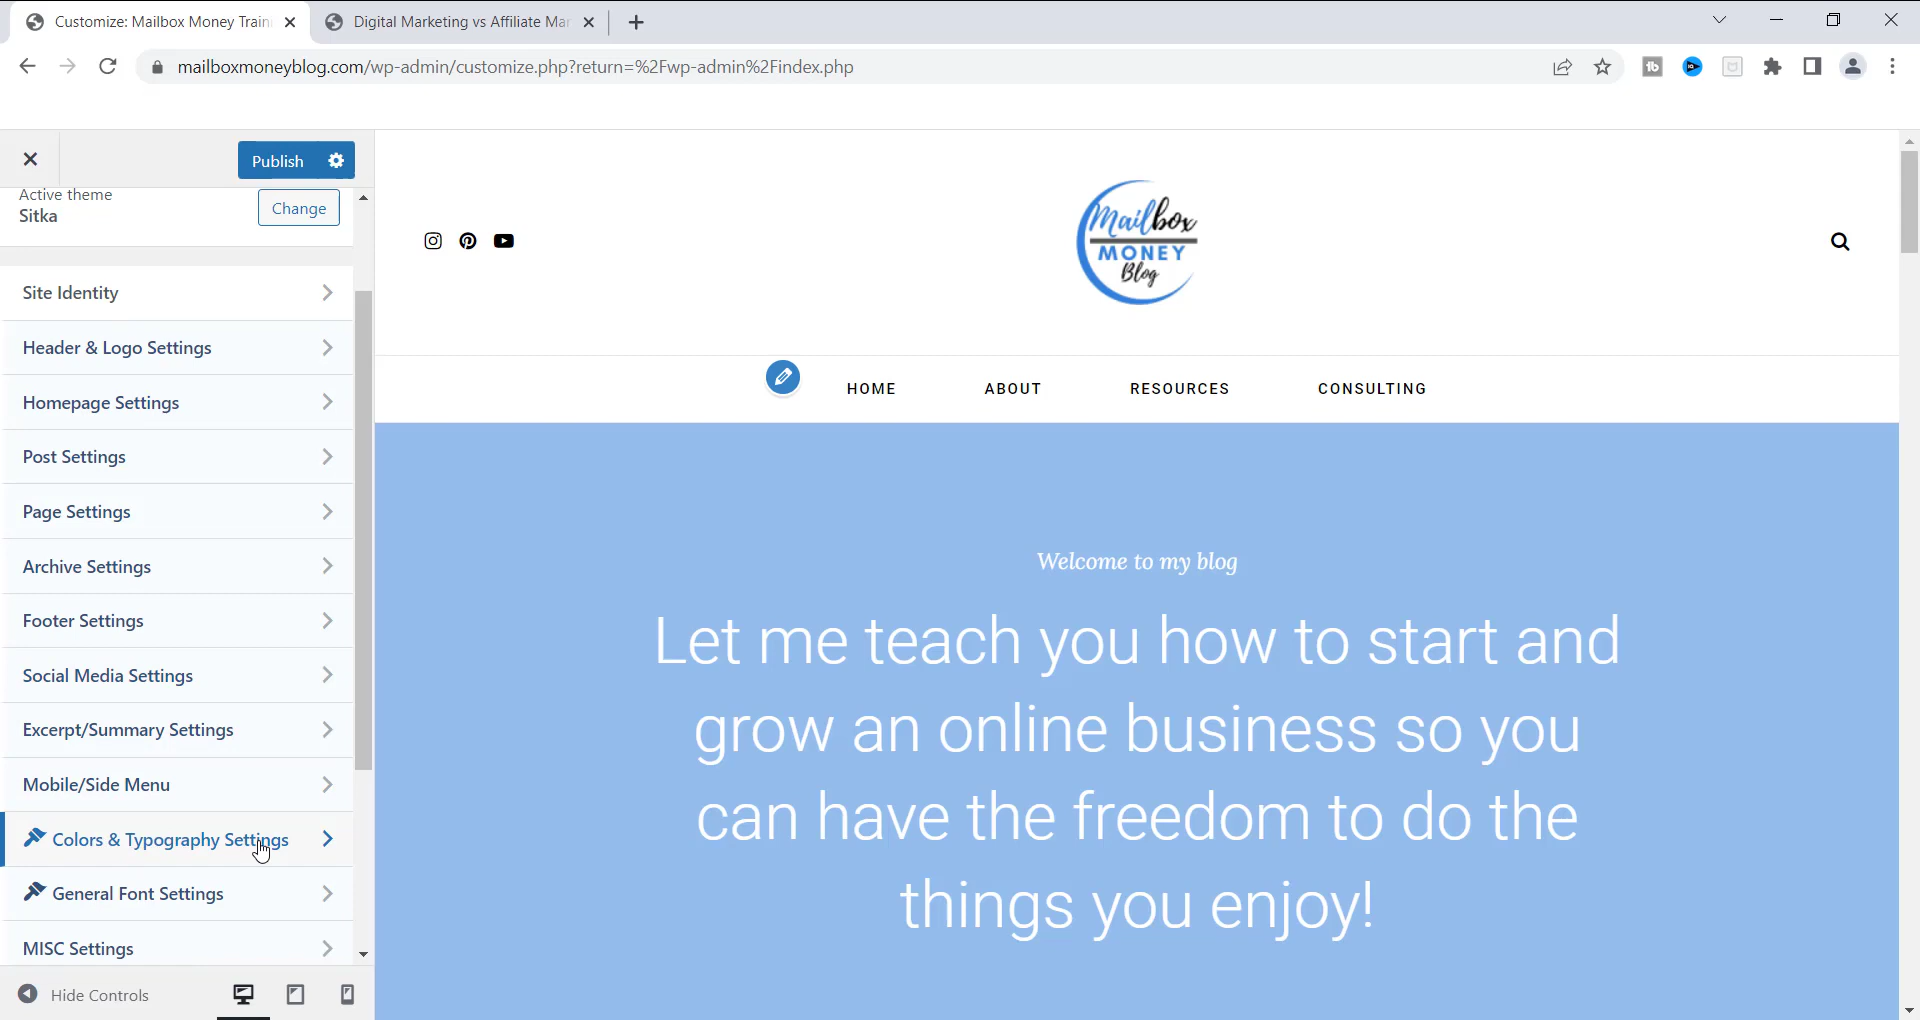 Customize: Mailbox Money Traini
Digital Marketing vs Affiliate Mar
mailboxmoneyblog.com/wp-admin/customize.php?return=%2Fwp-admin%2Findex.php
Publish
Active theme
Sitka
Change
Site Identity
Header & Logo Settings
Homepage Settings
Post Settings
Page Settings
Archive Settings
Footer Settings
Social Media Settings
Excerpt/Summary Settings
Mobile/Side Menu
Colors & Typography Settings
General Font Settings
MISC Settings
Hide Controls
Mailbox
MONEY
Blog
HOME
ABOUT
RESOURCES
CONSULTING
Welcome to my blog
Let me teach you how to start and
grow an online business so you
can have the freedom to do the
things you enjoy!